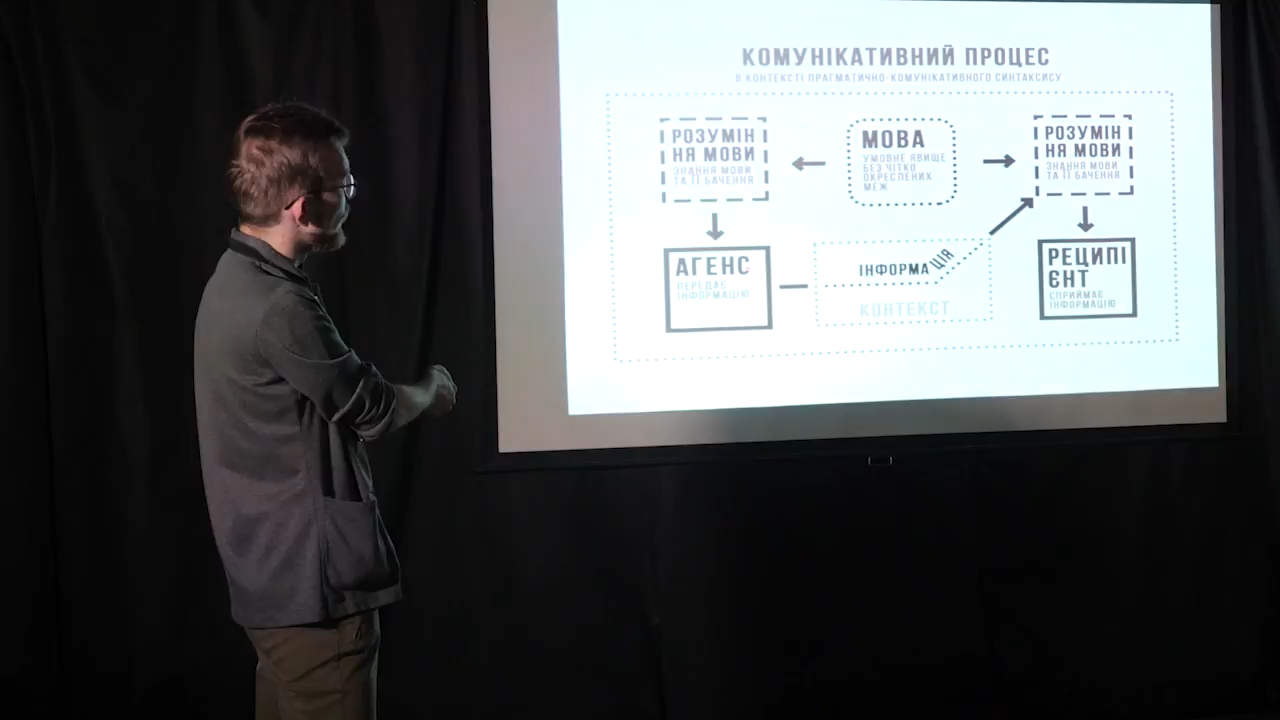 КОМУНІКАТИВНИЙ ПРОЦЕС
В КОНТЕКСТІ ПРАГМАТИЧНО-КОМУНІКАТИВНОГО СИНТАКСИСУ
РОЗУМІН
НЯ МОВИ
ЗНАННЯ МОВИ
ТА ЇЇ БАЧЕННЯ
МОВА
УМОВНЕ ЯВИЩЕ
БЕЗ ЧІТКО
ОКРЕСЛЕНИХ
МЕЖ
РОЗУМІН
НЯ МОВИ
ЗНАННЯ МОВИ
ТА ЇЇ БАЧЕННЯ
АГЕНС
ПЕРЕДАЄ
ІНФОРМАЦІЮ
ІНФОРМАЦІЯ
КОНТЕКСТ
РЕЦИПІ
ЄНТ
СПРИЙМАЄ
ІНФОРМАЦІЮ